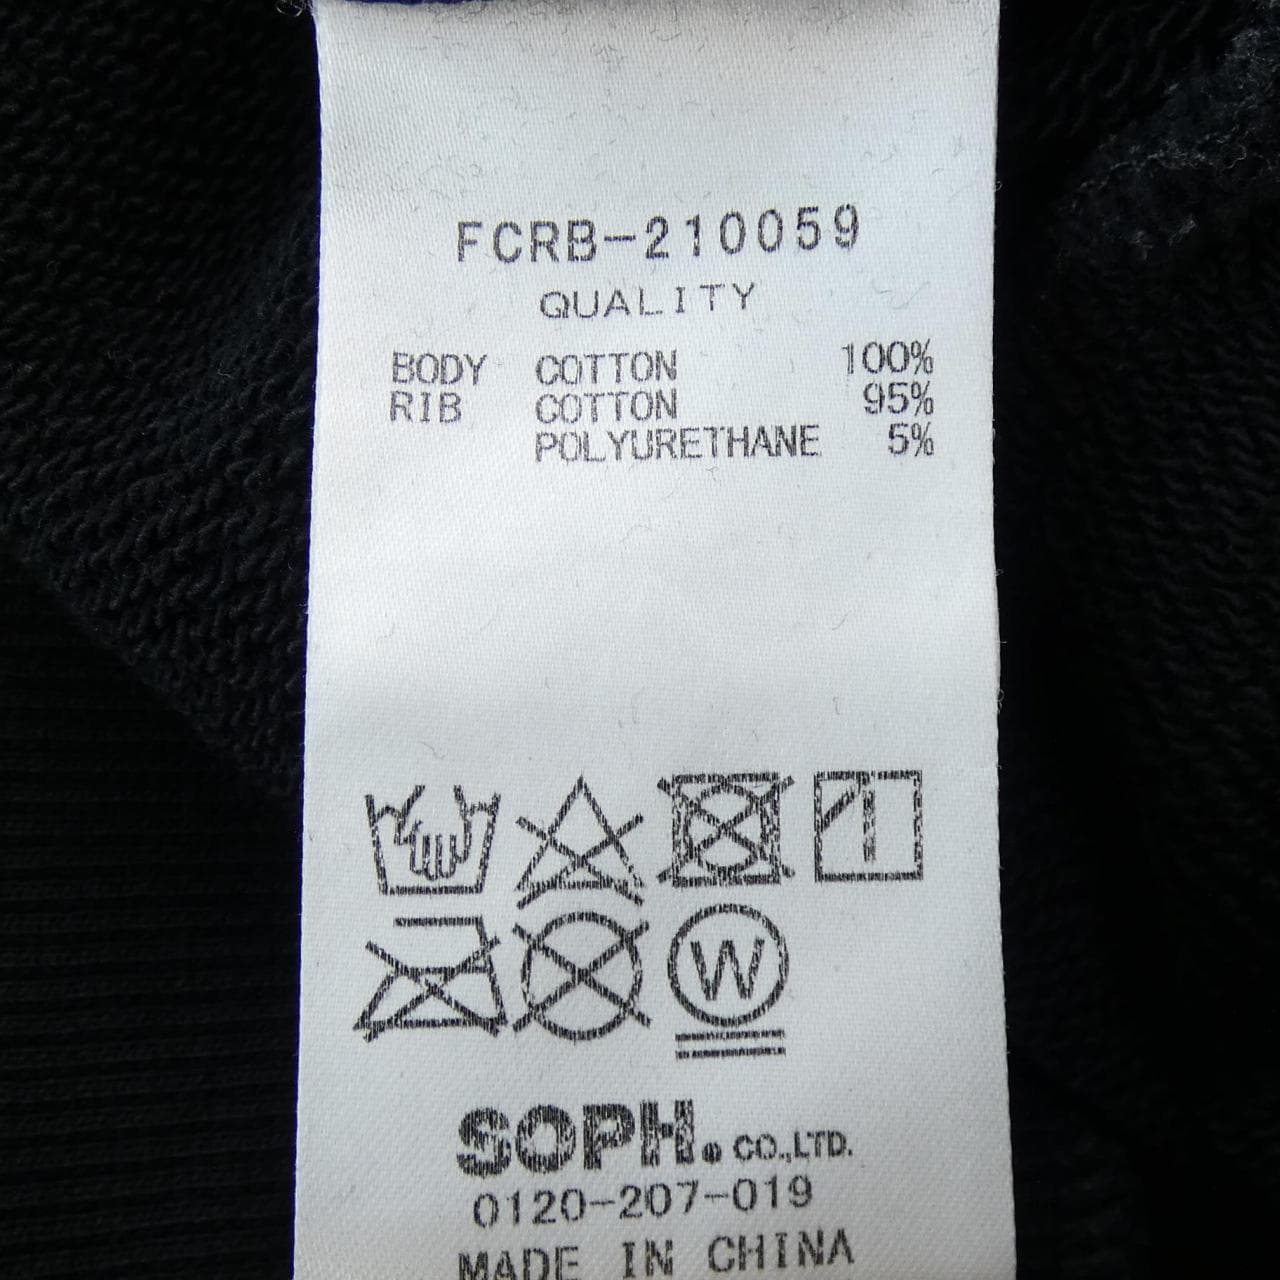 FCRB-210059
QUALITY
BODY COTTON 100%
RIB COTTON 95%
POLYURETHANE 5%
W
SOPH. CO.,LTD.
0120-207-019
MADE IN CHINA